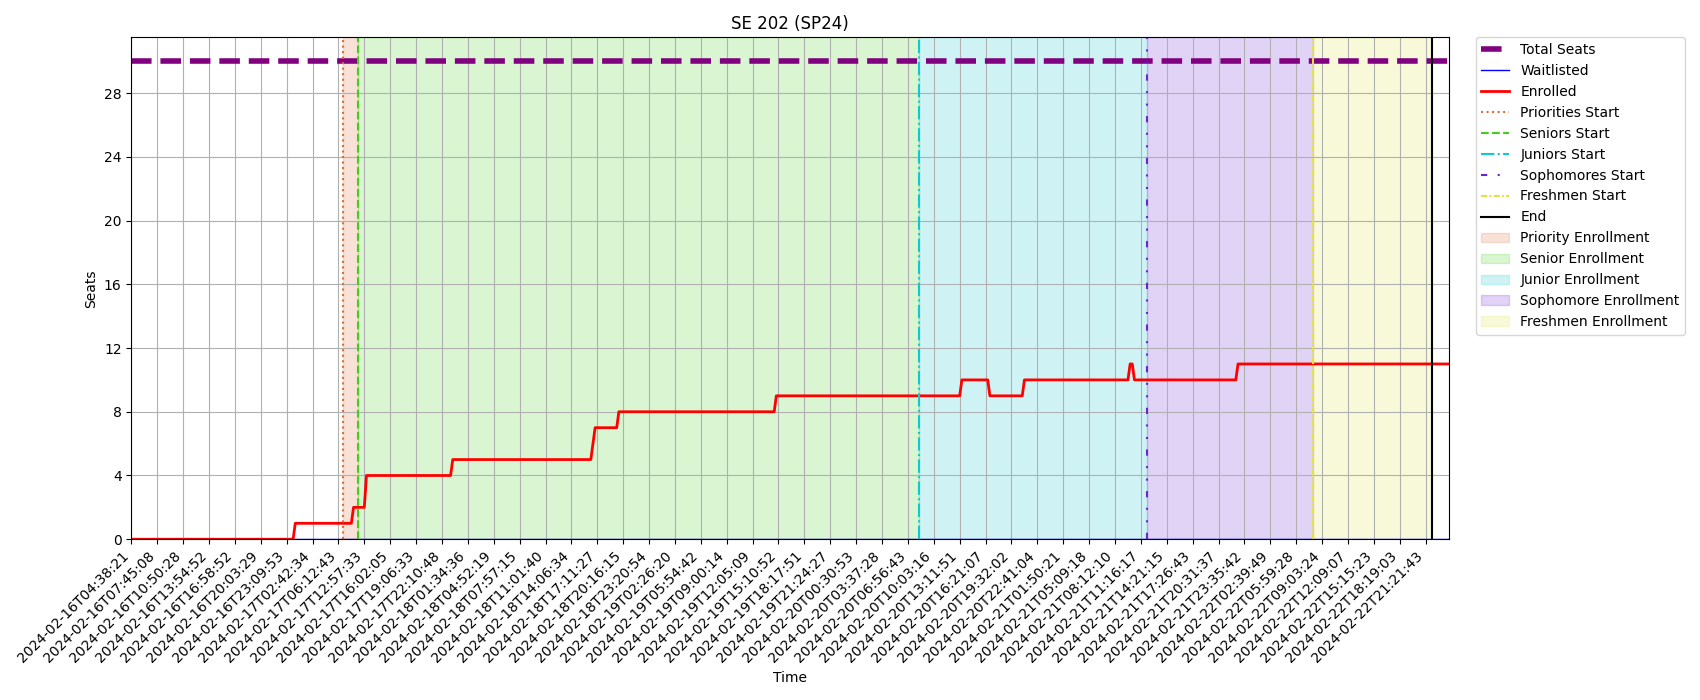 SE 202 (SP24)
Total Seats
Waitlisted
Enrolled
Priorities Start
Seniors Start
Juniors Start
Sophomores Start
Freshmen Start
End
Priority Enrollment
Senior Enrollment
Junior Enrollment
Sophomore Enrollment
Freshmen Enrollment
Seats
28
24
20
16
12
8
4
0
2024-02-16T04:38:21
2024-02-16T07:45:08
2024-02-16T10:50:28
2024-02-16T13:54:52
2024-02-16T16:58:52
2024-02-16T20:03:29
2024-02-16T23:09:53
2024-02-17T02:42:34
2024-02-17T06:12:43
2024-02-17T12:57:33
2024-02-17T16:02:05
2024-02-17T19:06:33
2024-02-17T22:10:48
2024-02-18T01:34:36
2024-02-18T04:52:19
2024-02-18T07:57:15
2024-02-18T11:01:40
2024-02-18T14:06:34
2024-02-18T17:11:27
2024-02-18T20:16:15
2024-02-18T23:20:54
2024-02-19T02:26:20
2024-02-19T05:54:42
2024-02-19T09:00:14
2024-02-19T12:05:09
2024-02-19T15:10:52
2024-02-19T18:17:51
2024-02-19T21:24:27
2024-02-20T00:30:53
2024-02-20T03:37:28
2024-02-20T06:56:43
2024-02-20T10:03:16
2024-02-20T13:11:51
2024-02-20T16:21:07
2024-02-20T19:32:02
2024-02-20T22:41:04
2024-02-21T01:50:21
2024-02-21T05:09:18
2024-02-21T08:12:10
2024-02-21T11:16:17
2024-02-21T14:21:15
2024-02-21T17:26:43
2024-02-21T20:31:37
2024-02-21T23:35:42
2024-02-22T02:39:49
2024-02-22T05:59:28
2024-02-22T09:03:24
2024-02-22T12:09:07
2024-02-22T15:15:23
2024-02-22T18:19:03
2024-02-22T21:21:43
Time